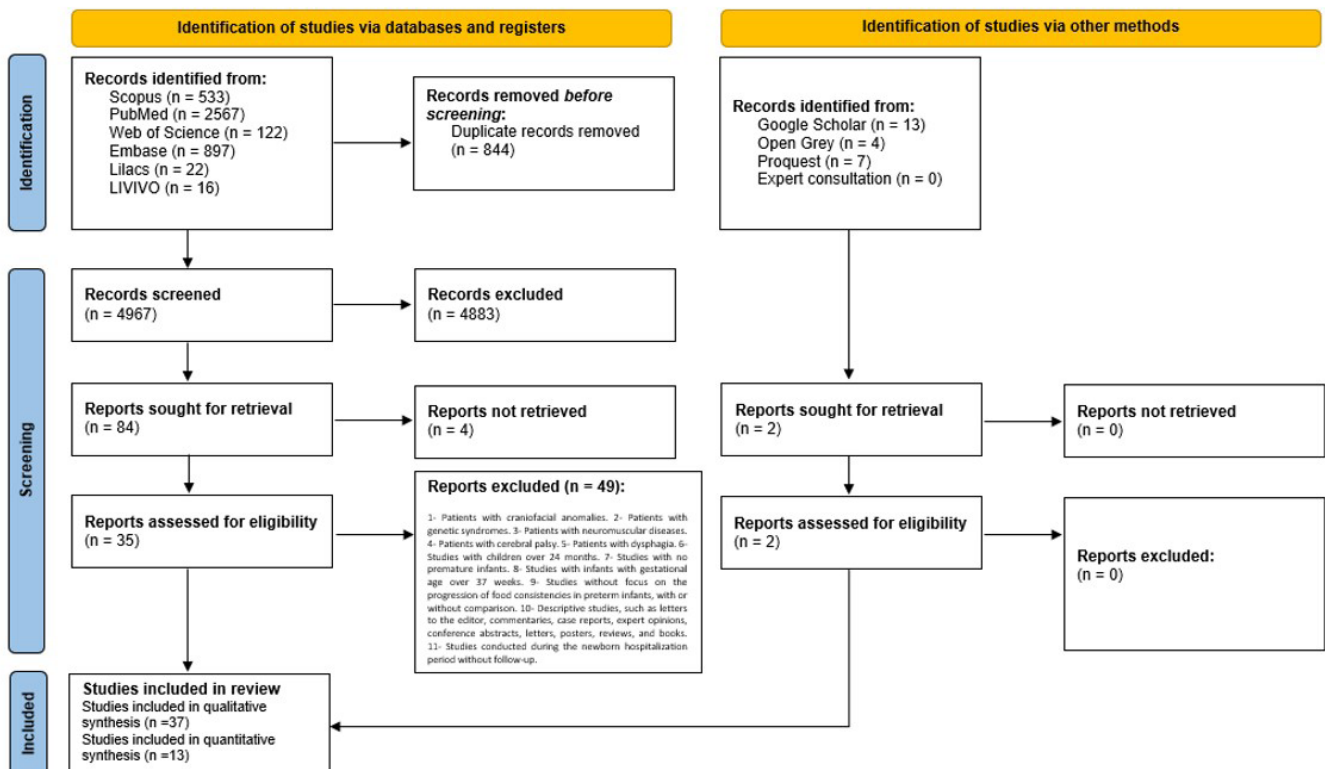 Identification of studies via databases and registers
Identification of studies via other methods
Identification
Records identified from:
Scopus (n = 533)
PubMed (n = 2567)
Web of Science (n = 122)
Embase (n = 897)
Lilacs (n = 22)
LIVIVO (n = 16)
Records removed before
screening:
Duplicate records removed
(n = 844)
Records identified from:
Google Scholar (n = 13)
Open Grey (n = 4)
Proquest (n = 7)
Expert consultation (n = 0)
Screening
Records screened
(n = 4967)
Records excluded
(n = 4883)
Reports sought for retrieval
(n = 84)
Reports not retrieved
(n = 4)
Reports sought for retrieval
(n = 2)
Reports not retrieved
(n = 0)
Reports assessed for eligibility
(n = 35)
Reports excluded (n = 49):
1- Patients with craniofacial anomalies. 2- Patients with
genetic syndromes. 3- Patients with neuromuscular diseases.
4- Patients with cerebral palsy. 5- Patients with dysphagia. 6-
Studies with children over 24 months. 7- Studies with no
premature infants. 8- Studies with infants with gestational
age over 37 weeks. 9- Studies without focus on the
progression of food consistencies in preterm infants, with or
without comparison. 10- Descriptive studies, such as letters
to the editor, commentaries, case reports, expert opinions,
conference abstracts, letters, posters, reviews, and books.
11- Studies conducted during the newborn hospitalization
period without follow-up.
Reports assessed for eligibility
(n = 2)
Reports excluded:
(n = 0)
Included
Studies included in review
Studies included in qualitative
synthesis (n =37)
Studies included in quantitative
synthesis (n =13)